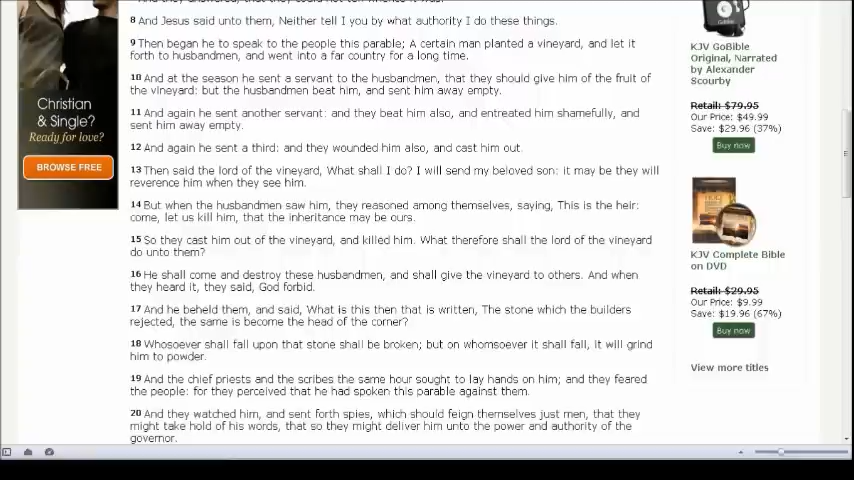 8 And Jesus said unto them, Neither tell I you by what authority I do these things.
9 Then began he to speak to the people this parable; A certain man planted a vineyard, and let it
forth to husbandmen, and went into a far country for a long time.
10 And at the season he sent a servant to the husbandmen, that they should give him of the fruit of
the vineyard: but the husbandmen beat him, and sent him away empty.
11 And again he sent another servant: and they beat him also, and entreated him shamefully, and
sent him away empty.
12 And again he sent a third: and they wounded him also, and cast him out.
13 Then said the lord of the vineyard, What shall I do? I will send my beloved son: it may be they will
reverence him when they see him.
14 But when the husbandmen saw him, they reasoned among themselves, saying, This is the heir:
come, let us kill him, that the inheritance may be ours.
15 So they cast him out of the vineyard, and killed him. What therefore shall the lord of the vineyard
do unto them?
16 He shall come and destroy these husbandmen, and shall give the vineyard to others. And when
they heard it, they said, God forbid.
17 And he beheld them, and said, What is this then that is written, The stone which the builders
rejected, the same is become the head of the corner?
18 Whosoever shall fall upon that stone shall be broken; but on whomsoever it shall fall, it will grind
him to powder.
19 And the chief priests and the scribes the same hour sought to lay hands on him; and they feared
the people: for they perceived that he had spoken this parable against them.
20 And they watched him, and sent forth spies, which should feign themselves just men, that they
might take hold of his words, that so they might deliver him unto the power and authority of the
governor.
Christian
& Single?
Ready for love?
BROWSE FREE
KJV GoBible
Original, Narrated
by Alexander
Scourby
Retail: $79.95
Our Price: $49.99
Save: $29.96 (37%)
Buy now
KJV Complete Bible
on DVD
Retail: $29.95
Our Price: $9.99
Save: $19.96 (67%)
Buy now
View more titles